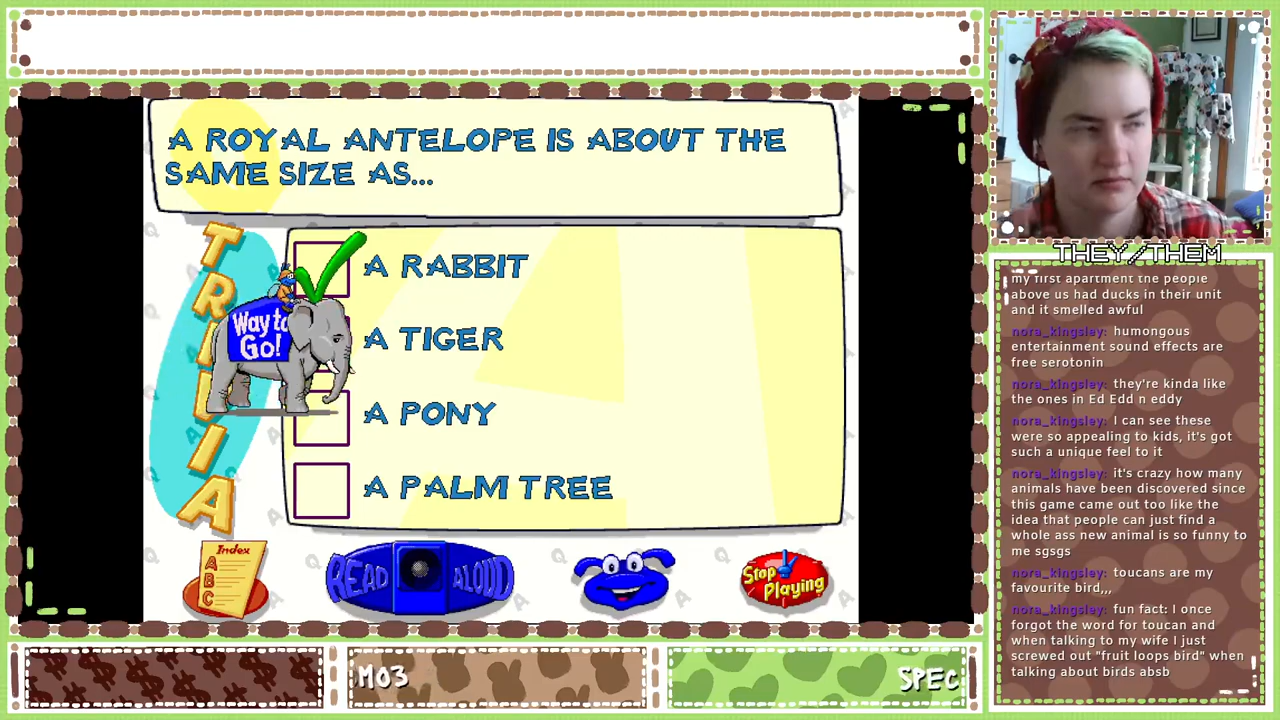 A ROYAL ANTELOPE IS ABOUT THE
SAME SIZE AS...
TRIVIA
A RABBIT
A TIGER
A PONY
A PALM TREE
Way to
Go!
Index
A
B
C
READ ALOUD
Stop
Playing
M03
SPEC
THEY/THEM
my first apartment the people
above us had ducks in their unit
and it smelled awful
nora_kingsley: humongous
entertainment sound effects are
free serotonin
nora_kingsley: they're kinda like
the ones in Ed Edd n eddy
nora_kingsley: I can see these
were so appealing to kids, it's got
such a unique feel to it
nora_kingsley: it's crazy how many
animals have been discovered since
this game came out too like the
idea that people can just find a
whole ass new animal is so funny to
me sgsgs
nora_kingsley: toucans are my
favourite bird,,,
nora_kingsley: fun fact: I once
forgot the word for toucan and
when talking to my wife I just
screwed out "fruit loops bird" when
talking about birds absb